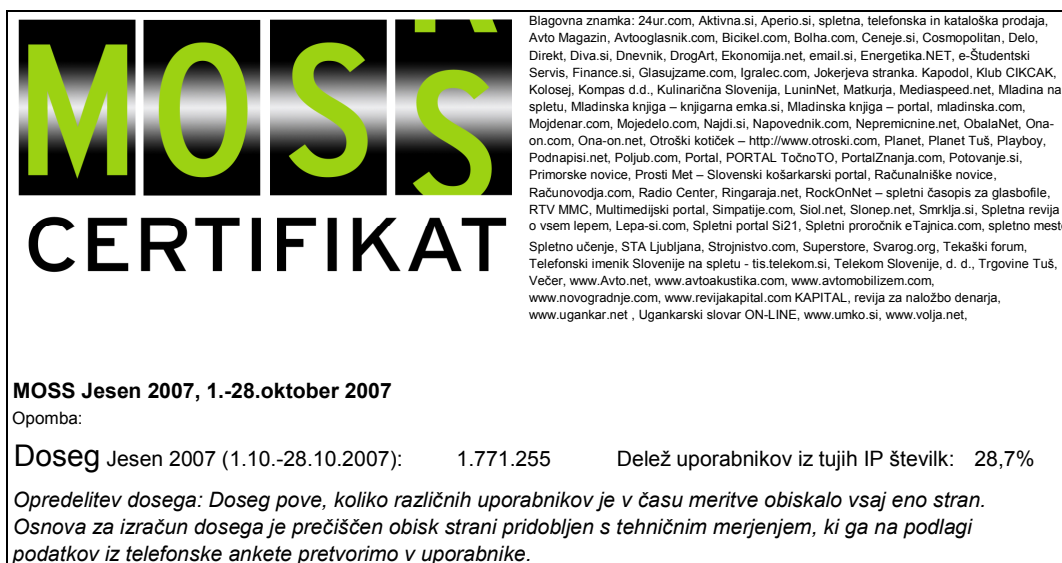 MOSS
CERTIFIKAT
Blagovna znamka: 24ur.com, Aktivna.si, Aperio.si, spletna, telefonska in kataloška prodaja,
Avto Magazin, Avtooglasnik.com, Bicikel.com, Bolha.com, Ceneje.si, Cosmopolitan, Delo,
Direkt, Diva.si, Dnevnik, DrogArt, Ekonomija.net, email.si, Energetika.NET, e-Študentski
Servis, Finance.si, Glasujzame.com, Igralec.com, Jokerjeva stranka. Kapodol, Klub CIKCAK,
Kolosej, Kompas d.d., Kulinarična Slovenija, LuninNet, Matkurja, Mediaspeed.net, Mladina na
spletu, Mladinska knjiga – knjigarna emka.si, Mladinska knjiga – portal, mladinska.com,
Mojdenar.com, Mojedelo.com, Najdi.si, Napovednik.com, Nepremicnine.net, ObalaNet, Ona-
on.com, Ona-on.net, Otroški kotiček – http://www.otroski.com, Planet, Planet Tuš, Playboy,
Podnapisi.net, Poljub.com, Portal, PORTAL TočnoTO, PortalZnanja.com, Potovanje.si,
Primorske novice, Prosti Met – Slovenski košarkarski portal, Računalniške novice,
Računovodja.com, Radio Center, Ringaraja.net, RockOnNet – spletni časopis za glasbofile,
RTV MMC, Multimedijski portal, Simpatije.com, Siol.net, Slonep.net, Smrklja.si, Spletna revija
o vsem lepem, Lepa-si.com, Spletni portal Si21, Spletni proročnik eTajnica.com, spletno mest
Spletno učenje, STA Ljubljana, Strojnistvo.com, Superstore, Svarog.org, Tekaški forum,
Telefonski imenik Slovenije na spletu - tis.telekom.si, Telekom Slovenije, d. d., Trgovine Tuš,
Večer, www.Avto.net, www.avtoakustika.com, www.avtomobilizem.com,
www.novogradnje.com, www.revijakapital.com KAPITAL, revija za naložbo denarja,
www.ugankar.net , Ugankarski slovar ON-LINE, www.umko.si, www.volja.net,
MOSS Jesen 2007, 1.-28.oktober 2007
Opomba:
Doseg Jesen 2007 (1.10.-28.10.2007): 1.771.255 Delež uporabnikov iz tujih IP številk: 28,7%
Opredelitev dosega: Doseg pove, koliko različnih uporabnikov je v času meritve obiskalo vsaj eno stran.
Osnova za izračun dosega je prečiščen obisk strani pridobljen s tehničnim merjenjem, ki ga na podlagi
podatkov iz telefonske ankete pretvorimo v uporabnike.